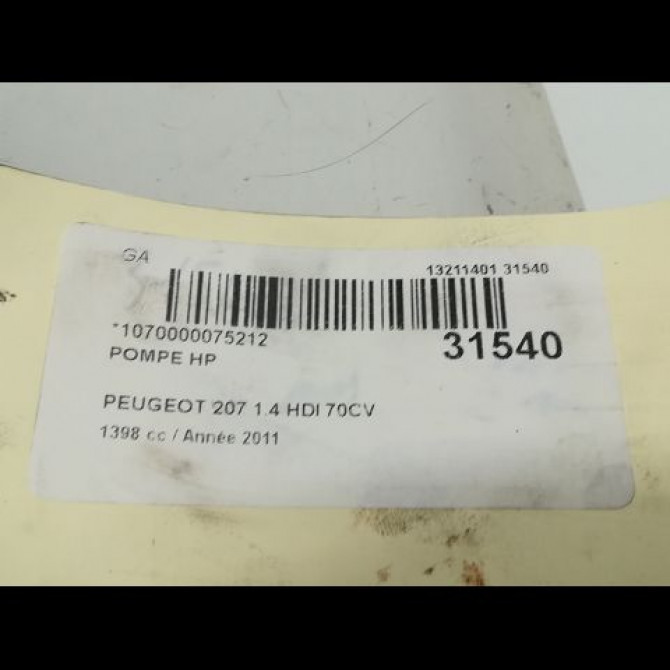 GA
13211401 31540
*1070000075212
31540
POMPE HP
PEUGEOT 207 1.4 HDI 70CV
1398 cc / Année 2011